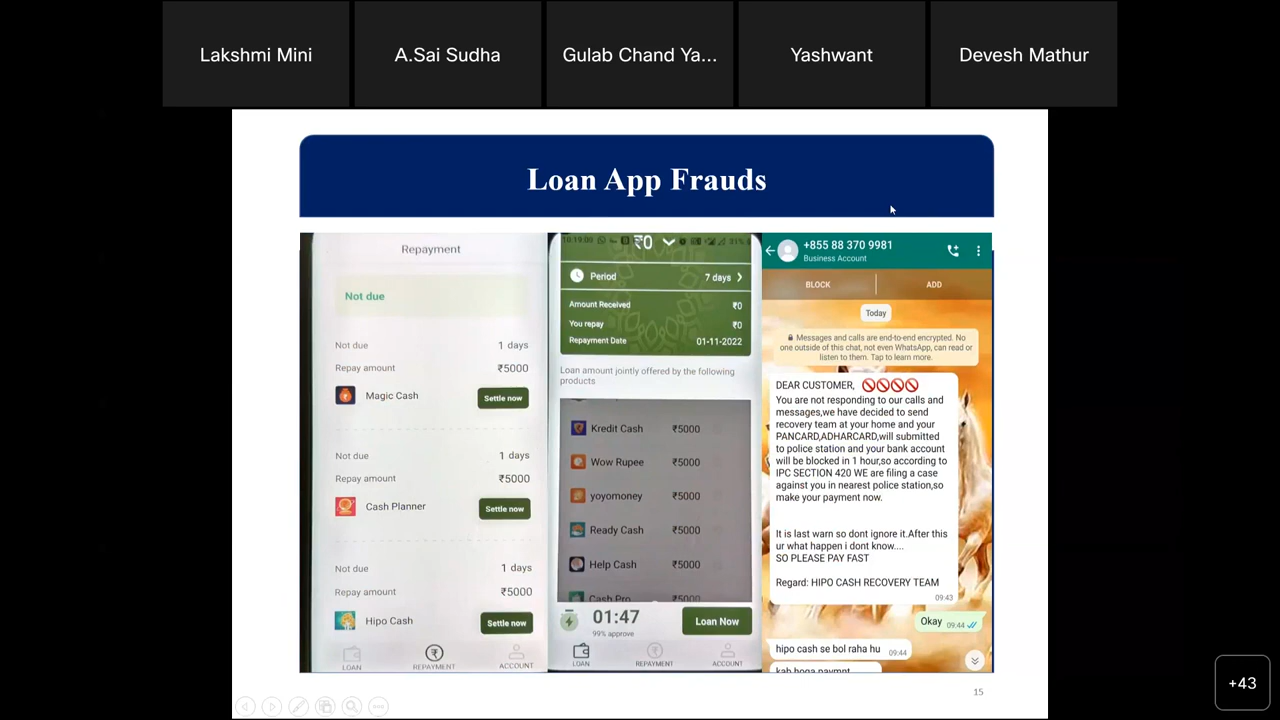 Lakshmi Mini
A.Sai Sudha
Gulab Chand Ya...
Yashwant
Devesh Mathur
Loan App Frauds
Repayment
Not due
Not due 1 days
Repay amount ₹5000
Magic Cash Settle now
Not due 1 days
Repay amount ₹5000
Cash Planner Settle now
Not due 1 days
Repay amount ₹5000
Hipo Cash Settle now
LOAN REPAYMENT ACCOUNT
₹0
31%
Period 7 days
Amount Received ₹0
You repay ₹0
Repayment Date 01-11-2022
Loan amount jointly offered by the following
products
Kredit Cash ₹5000
Wow Rupee ₹5000
yoyomoney ₹5000
Ready Cash ₹5000
Help Cash ₹5000
Cash Pro ₹5000
01:47
99% approve
Loan Now
LOAN REPAYMENT ACCOUNT
+855 88 370 9981
Business Account
BLOCK ADD
Today
Messages and calls are end-to-end encrypted. No
one outside of this chat, not even WhatsApp, can read or
listen to them. Tap to learn more.
DEAR CUSTOMER, 🚫🚫🚫🚫
You are not responding to our calls and
messages,we have decided to send
recovery team at your home and your
PANCARD,ADHARCARD,will submitted
to police station and your bank account
will be blocked in 1 hour,so according to
IPC SECTION 420 WE are filing a case
against you in nearest police station,so
make your payment now.
It is last warn so dont ignore it.After this
ur what happen i dont know....
SO PLEASE PAY FAST
Regard: HIPO CASH RECOVERY TEAM
09:43
Okay 09:44
hipo cash se bol raha hu 09:44
kab hoga paymnt
15
+43